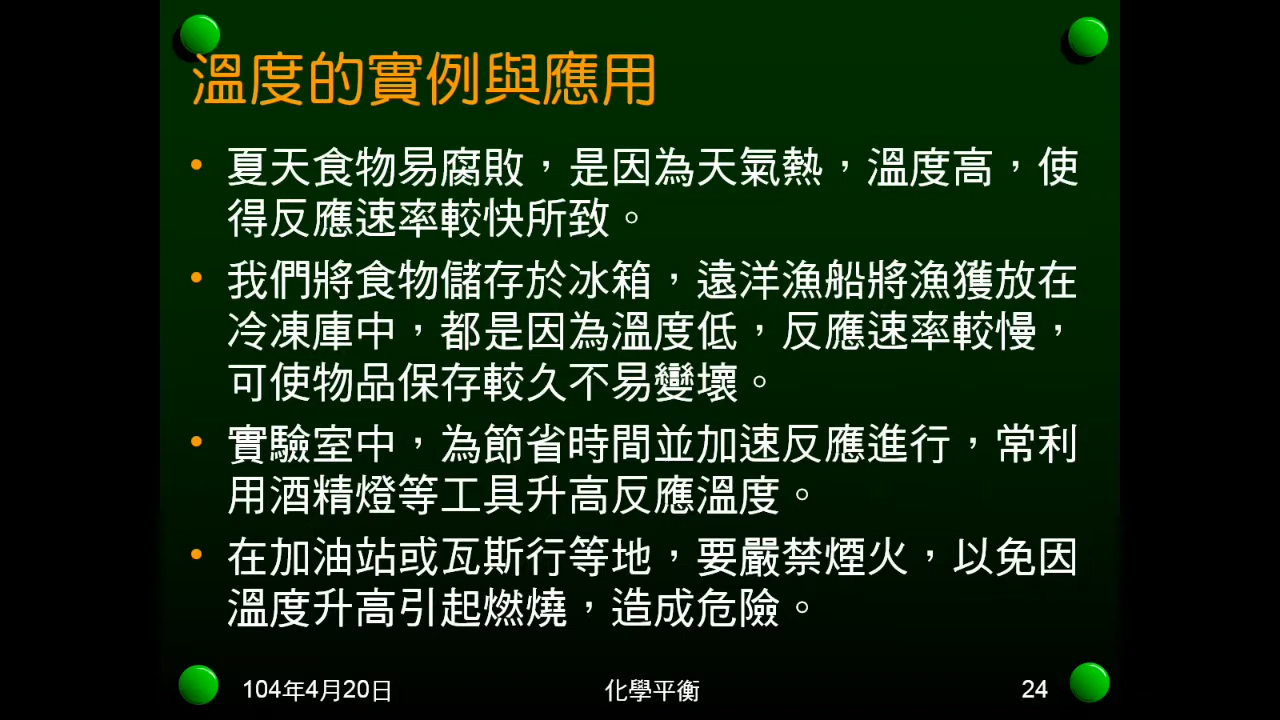 溫度的實例與應用
• 夏天食物易腐敗，是因為天氣熱，溫度高，使
得反應速率較快所致。
• 我們將食物儲存於冰箱，遠洋漁船將漁獲放在
冷凍庫中，都是因為溫度低，反應速率較慢，
可使物品保存較久不易變壞。
• 實驗室中，為節省時間並加速反應進行，常利
用酒精燈等工具升高反應溫度。
• 在加油站或瓦斯行等地，要嚴禁煙火，以免因
溫度升高引起燃燒，造成危險。
104年4月20日
化學平衡
24